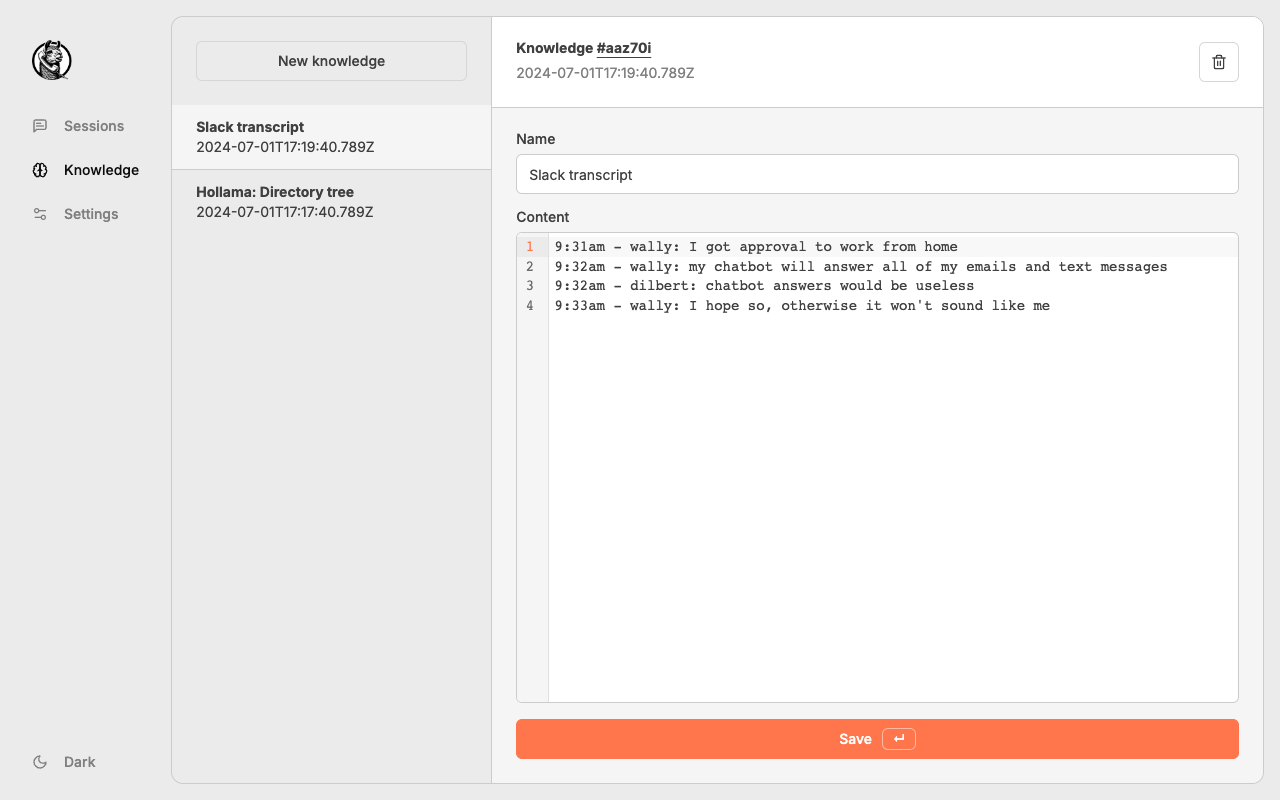 Sessions
Knowledge
Settings
Dark
New knowledge
Slack transcript
2024-07-01T17:19:40.789Z
Hollama: Directory tree
2024-07-01T17:17:40.789Z
Knowledge #aaz70i
2024-07-01T17:19:40.789Z
Name
Slack transcript
Content
1 9:31am - wally: I got approval to work from home
2 9:32am - wally: my chatbot will answer all of my emails and text messages
3 9:32am - dilbert: chatbot answers would be useless
4 9:33am - wally: I hope so, otherwise it won't sound like me
Save ↵